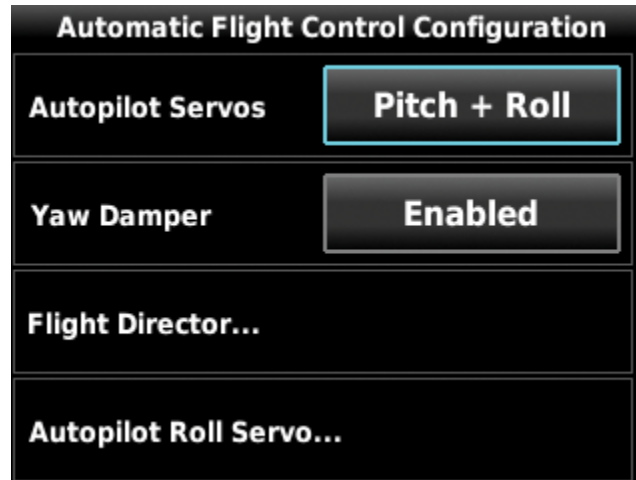 Automatic Flight Control Configuration
Autopilot Servos Pitch + Roll
Yaw Damper Enabled
Flight Director...
Autopilot Roll Servo...